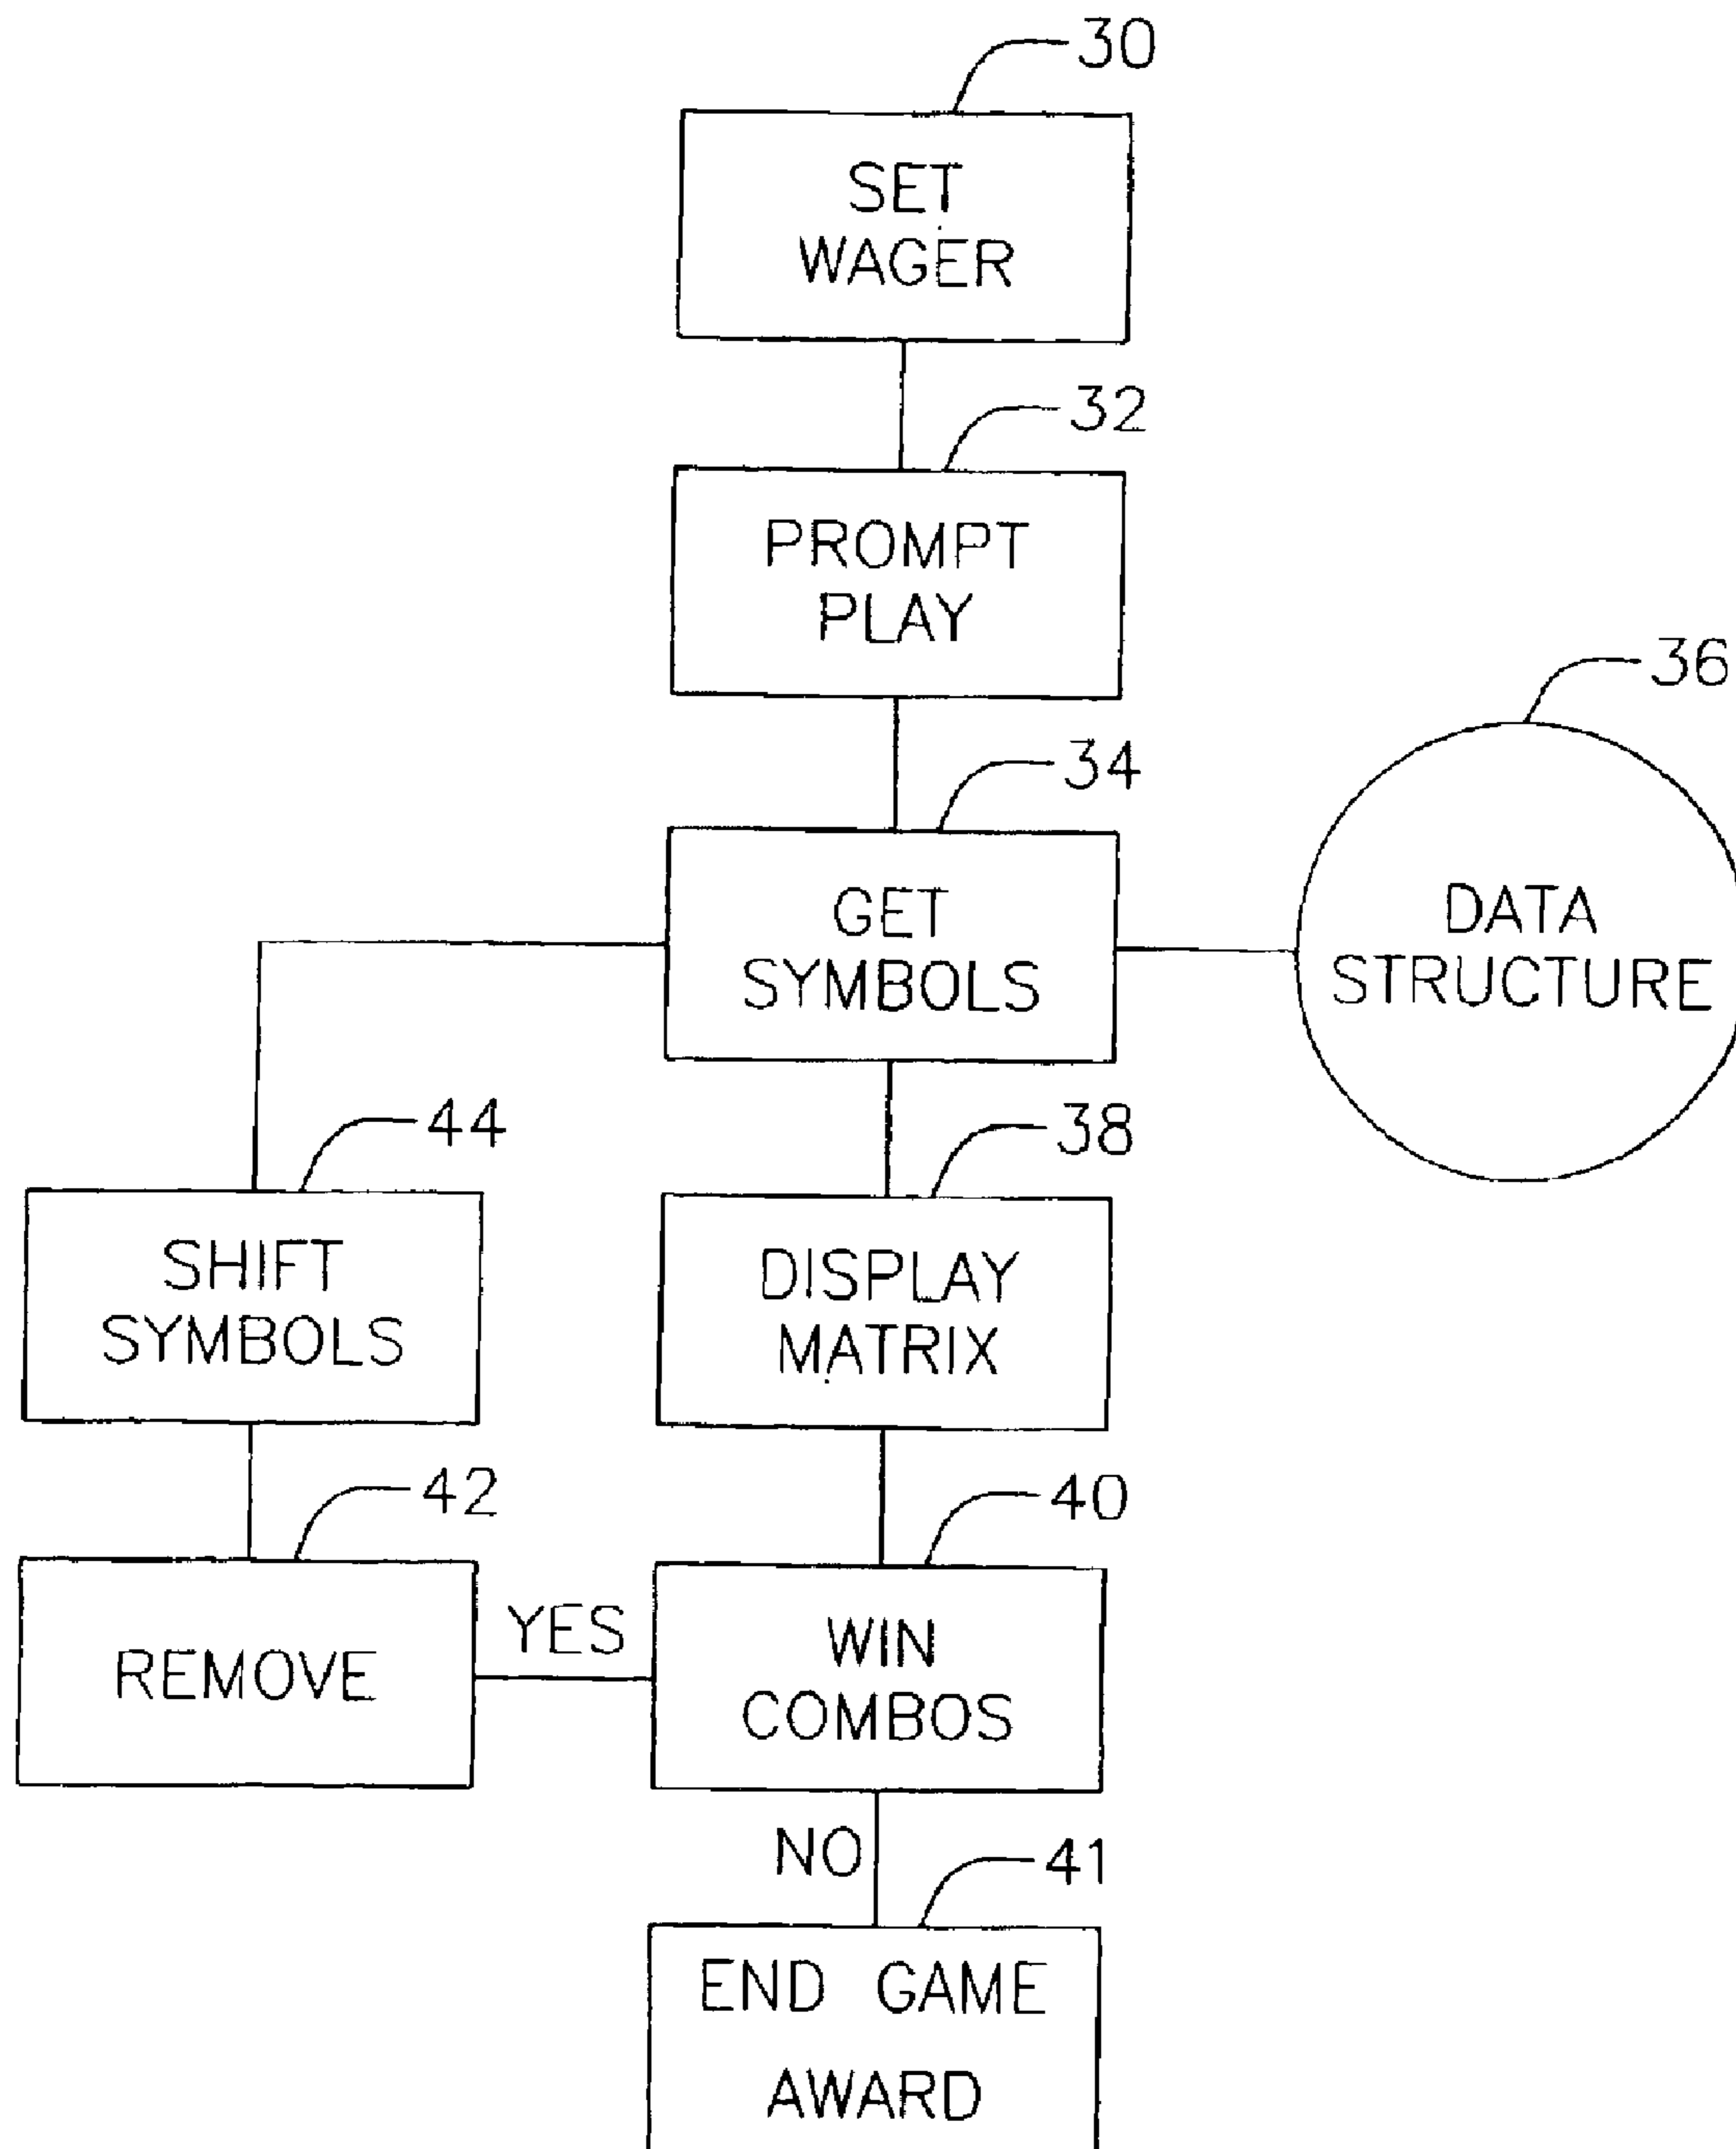 30
SET
WAGER
32
PROMPT
PLAY
36
34
GET
SYMBOLS
DATA
STRUCTURE
44
38
SHIFT
SYMBOLS
DISPLAY
MATRIX
42
40
REMOVE
YES
WIN
COMBOS
NO
41
END GAME
AWARD